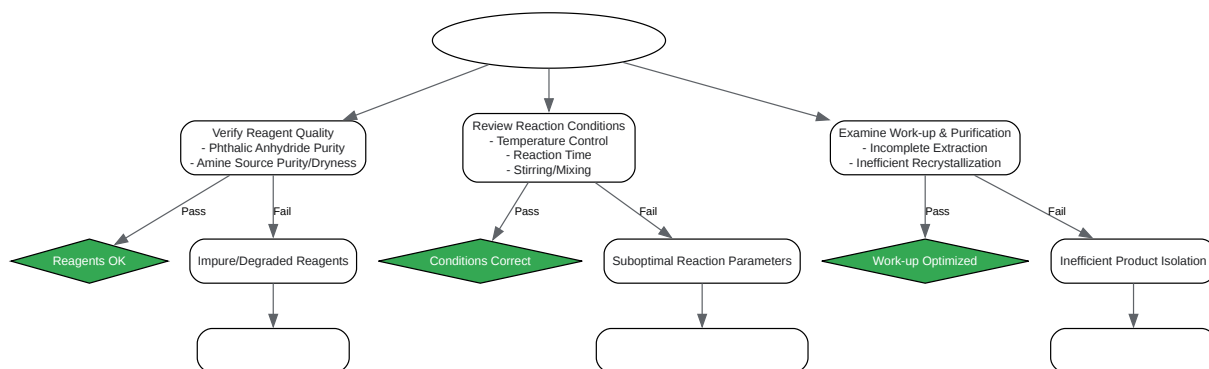 Verify Reagent Quality
- Phthalic Anhydride Purity
- Amine Source Purity/Dryness
Review Reaction Conditions
- Temperature Control
- Reaction Time
- Stirring/Mixing
Examine Work-up & Purification
- Incomplete Extraction
- Inefficient Recrystallization
Pass
Fail
Pass
Fail
Pass
Fail
Reagents OK
Impure/Degraded Reagents
Conditions Correct
Suboptimal Reaction Parameters
Work-up Optimized
Inefficient Product Isolation